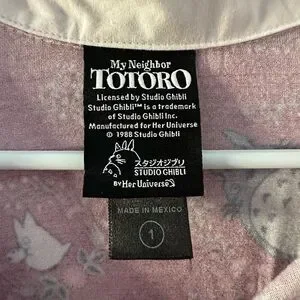 My Neighbor
TOTORO
Licensed by Studio Ghibli
Studio Ghibli™ is a trademark
of Studio Ghibli Inc.
Manufactured for Her Universe
© 1988 Studio Ghibli
スタジオジブリ
STUDIO GHIBLI
BY Her Universe
MADE IN MEXICO
1